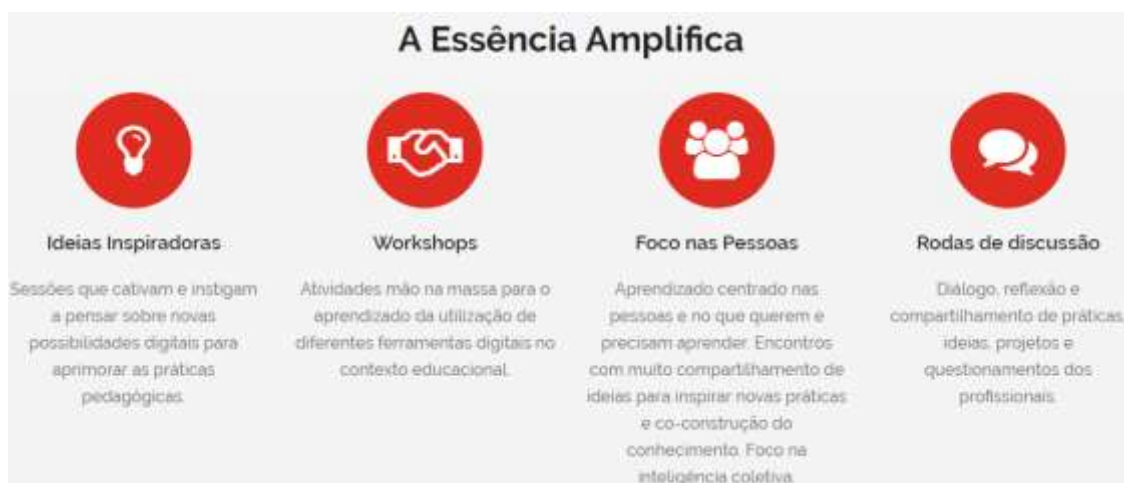 A Essência Amplifica
Ideias Inspiradoras
Sessões que cativam e instigam
a pensar sobre novas
possibilidades digitais para
aprimorar as práticas
pedagógicas.
Workshops
Atividades mão na massa para o
aprendizado da utilização de
diferentes ferramentas digitais no
contexto educacional.
Foco nas Pessoas
Aprendizado centrado nas
pessoas e no que querem e
precisam aprender. Encontros
com muito compartilhamento de
ideias para inspirar novas práticas
e co-construção do
conhecimento. Foco na
inteligência coletiva.
Rodas de discussão
Diálogo, reflexão e
compartilhamento de práticas,
ideias, projetos e
questionamentos dos
profissionais.